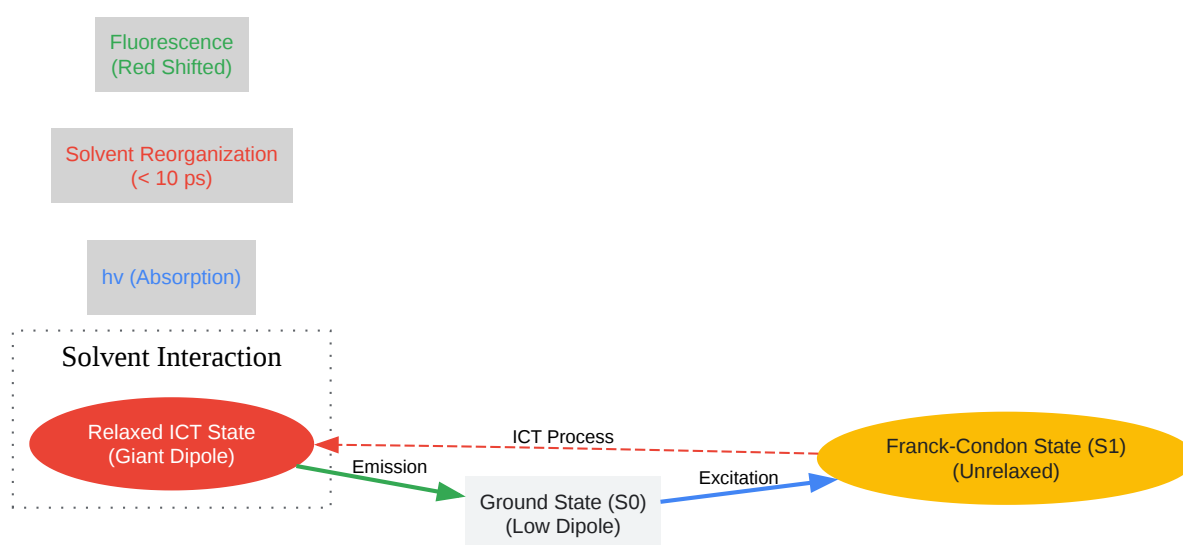 Fluorescence
(Red Shifted)
Solvent Reorganization
(< 10 ps)
hν (Absorption)
Solvent Interaction
Relaxed ICT State
(Giant Dipole)
ICT Process
Emission
Ground State (S0)
(Low Dipole)
Excitation
Franck-Condon State (S1)
(Unrelaxed)